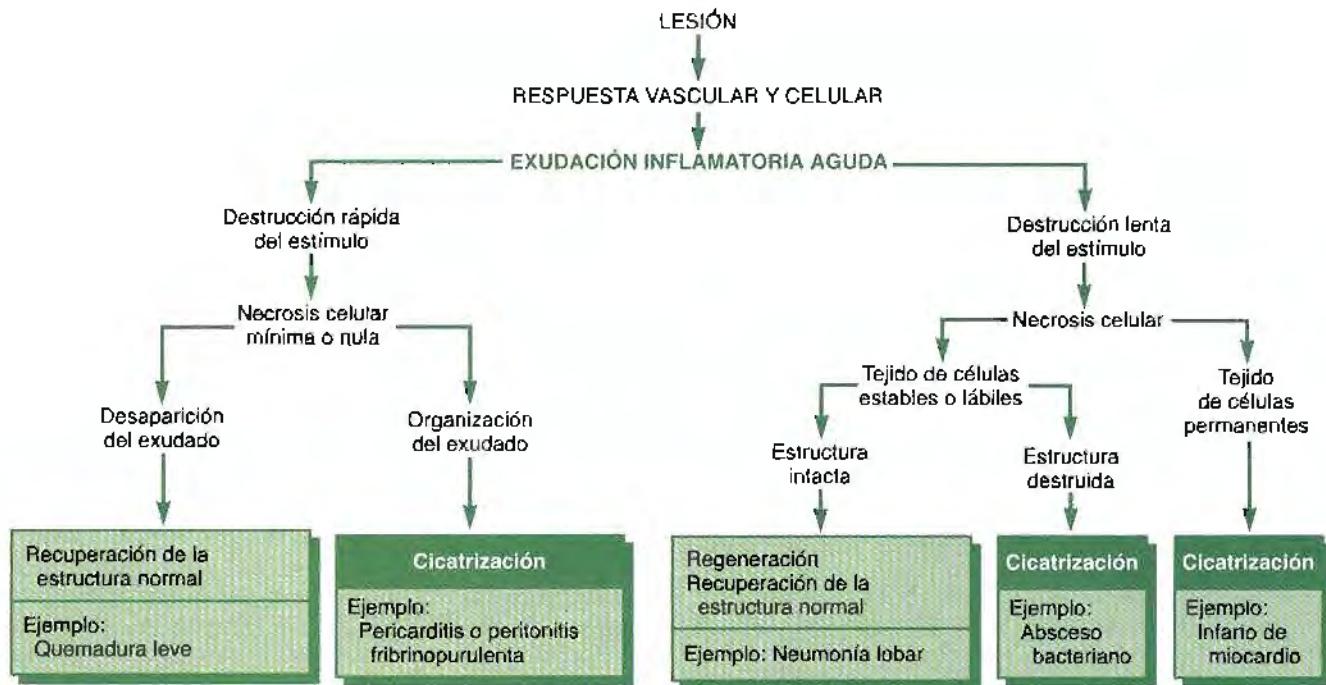 LESIÓN
RESPUESTA VASCULAR Y CELULAR
EXUDACIÓN INFLAMATORIA AGUDA
Destrucción rápida
del estímulo
Necrosis celular
mínima o nula
Desaparición
del exudado
Organización
del exudado
Recuperación de la
estructura normal
Ejemplo:
Quemadura leve
Cicatrización
Ejemplo:
Pericarditis o peritonitis
fribrinopurulenta
Destrucción lenta
del estímulo
Necrosis celular
Tejido de células
estables o lábiles
Tejido
de células
permanentes
Estructura
intacta
Estructura
destruida
Regeneración
Recuperación de la
estructura normal
Ejemplo: Neumonía lobar
Cicatrización
Ejemplo:
Absceso
bacteriano
Cicatrización
Ejemplo:
Infarto de
miocardio